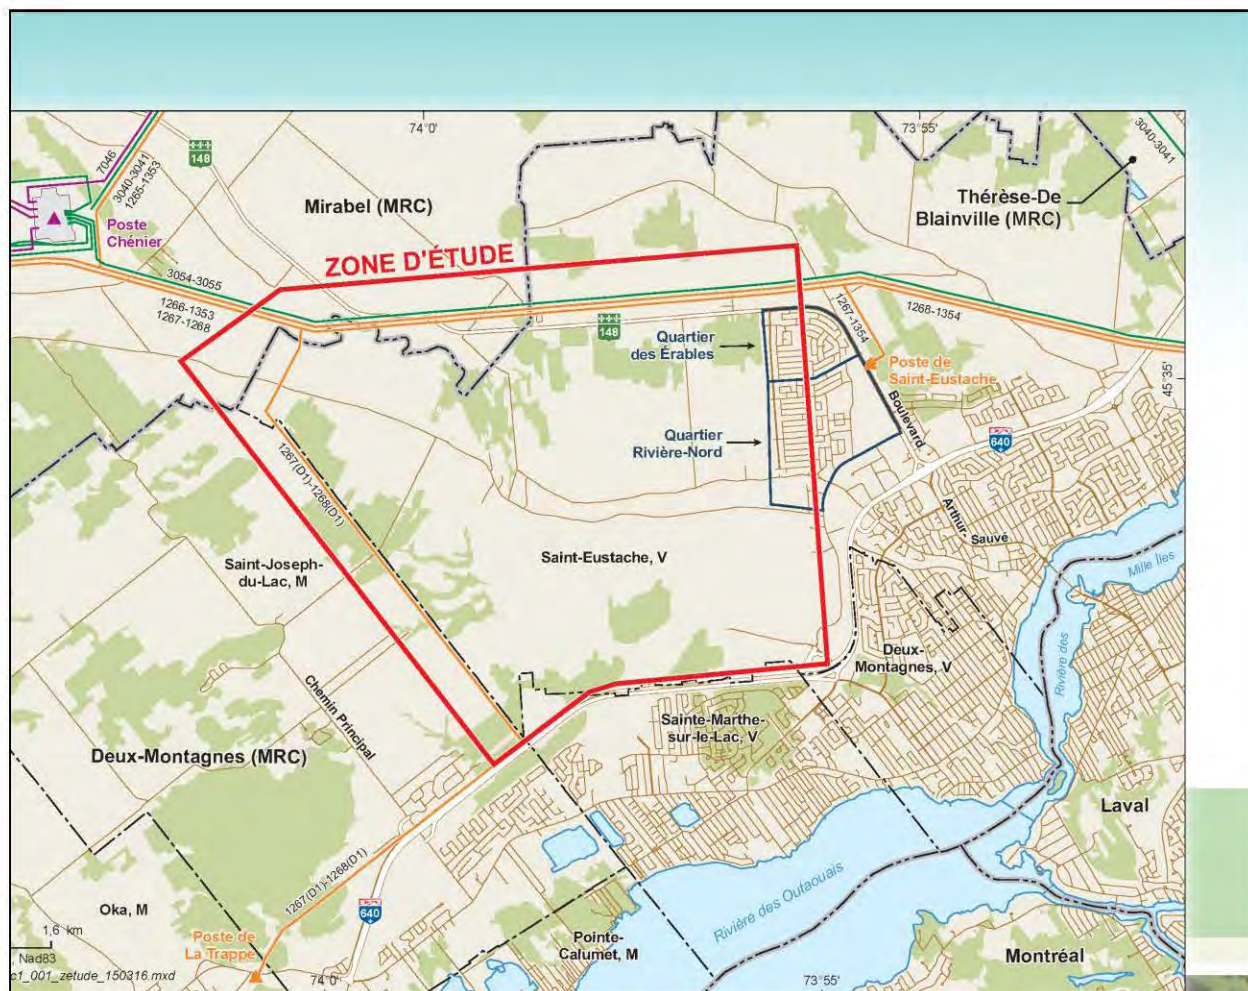 74°0'
73°55'
3040-3041
148
7046
3040-3041
1265-1353
Mirabel (MRC)
Thérèse-De
Blainville (MRC)
Poste
Chénier
ZONE D'ÉTUDE
3054-3055
1266-1353
1267-1268
1267-1354
1268-1354
148
Quartier
des Érables
Poste de
Saint-Eustache
45°35'
Boulevard
Quartier
Rivière-Nord
640
1267(D1)-1268(D1)
Arthur-
Sauvé
Saint-Eustache, V
Saint-Joseph-
du-Lac, M
Mille Îles
Rivière des
Deux-
Montagnes, V
Chemin Principal
Sainte-Marthe-
sur-le-Lac, V
Deux-Montagnes (MRC)
Laval
1267(D1)-1268(D1)
Rivière des Outaouais
Oka, M
640
1,6 km
Poste de
La Trappe
Pointe-
Calumet, M
Montréal
Nad83
c1_001_zetude_150316.mxd
74°0'
73°55'